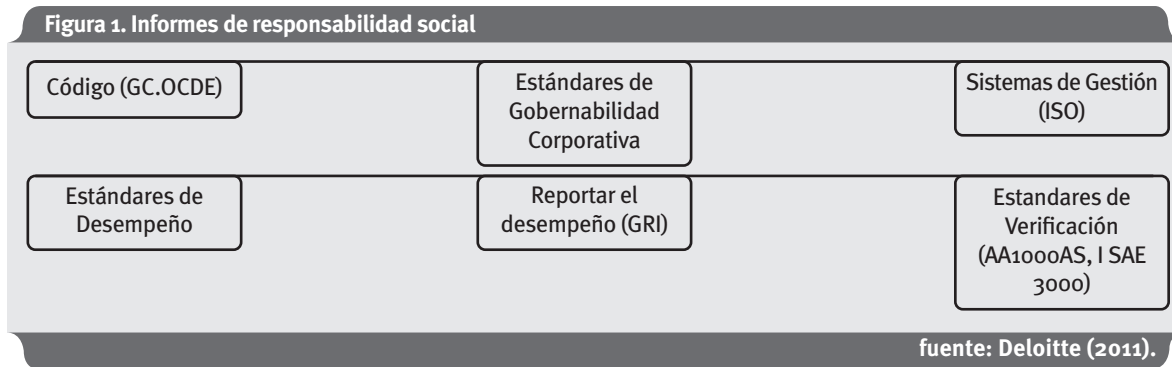 Figura 1. Informes de responsabilidad social
Código (GC.OCDE)
Estándares de
Gobernabilidad
Corporativa
Sistemas de Gestión
(ISO)
Estándares de
Desempeño
Reportar el
desempeño (GRI)
Estandares de
Verificación
(AA1000AS, I SAE
3000)
fuente: Deloitte (2011).